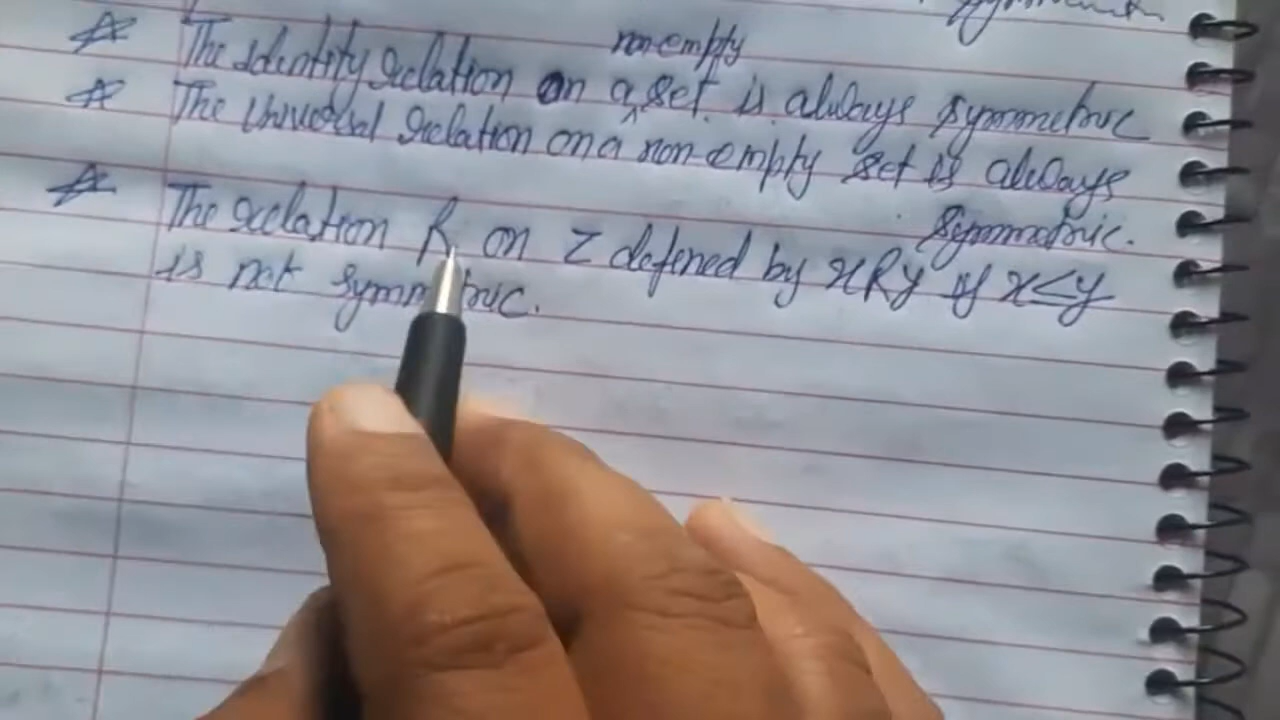 symmetric
The Identity relation on a non-empty set is always symmetric
The Universal relation on a non-empty set is always
symmetric.
The relation R on Z defined by xRy if x≤y
is not symmetric.